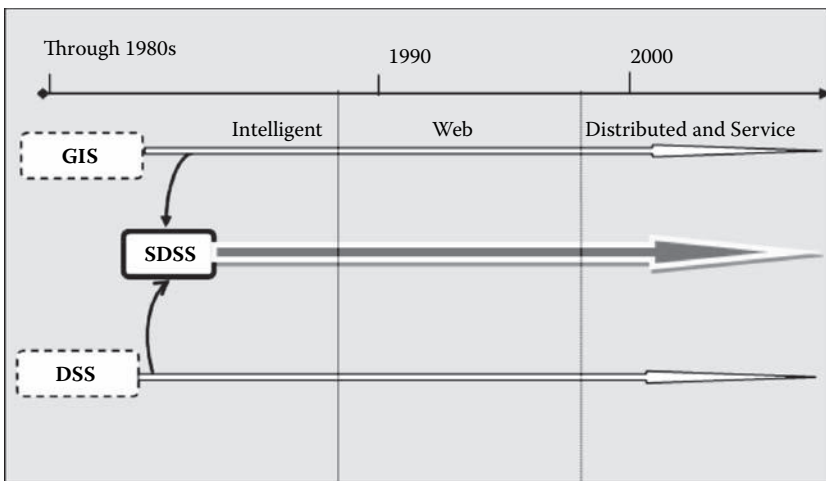 Through 1980s
1990
2000
Intelligent
Web
Distributed and Service
GIS
SDSS
DSS